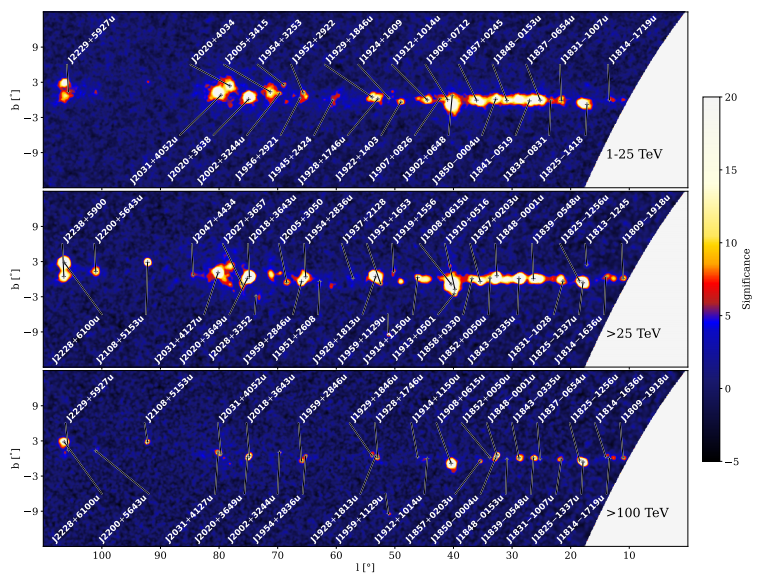 J2229+5927u
J2020+4034
J2005+3415
J1954+3253
J1952+2922
J1929+1846u
J1924+1609
J1912+1014u
J1906+0712
J1857+0245
J1848−0153u
J1837−0654u
J1831−1007u
J1814−1719u
9
3
−3
−9
b [°]
J2031+4052u
J2020+3638
J2002+3244u
J1956+2921
J1945+2424
J1928+1746u
J1922+1403
J1907+0826
J1902+0648
J1850−0004u
J1841−0519
J1834−0831
J1825−1418
1-25 TeV
J2238+5900
J2200+5643u
J2047+4434
J2017+3657
J2018+3643u
J2005+3050
J1954+2836u
J1937+2128
J1931+1653
J1919+1556
J1908+0615u
J1910+0516
J1857+0203u
J1848−0001u
J1839−0548u
J1825−1256u
J1813−1245
J1809−1918u
9
3
−3
−9
b [°]
J2228+6100u
J2108+5153u
J2031+4127u
J2020+3649u
J2028+3352
J1959+2846u
J1951+2608
J1928+1813u
J1959+1129u
J1914+1150u
J1913+0501
J1858+0330
J1852+0050u
J1843−0335u
J1831−1028
J1825−1337u
J1814−1636u
>25 TeV
J2229+5927u
J2108+5153u
J2031+4052u
J2018+3643u
J1959+2846u
J1929+1846u
J1928+1746u
J1914+1150u
J1908+0615u
J1852+0050u
J1848−0001u
J1843−0335u
J1837−0654u
J1825−1256u
J1814−1636u
J1809−1918u
9
3
−3
−9
b [°]
J2228+6100u
J2200+5643u
J2031+4127u
J2020+3649u
J2002+3244u
J1954+2836u
J1928+1813u
J1959+1129u
J1912+1014u
J1857+0203u
J1850−0004u
J1848−0153u
J1839−0548u
J1831−1007u
J1825−1337u
J1814−1719u
>100 TeV
100
90
80
70
60
50
40
30
20
10
l [°]
20
15
10
5
0
−5
Significance